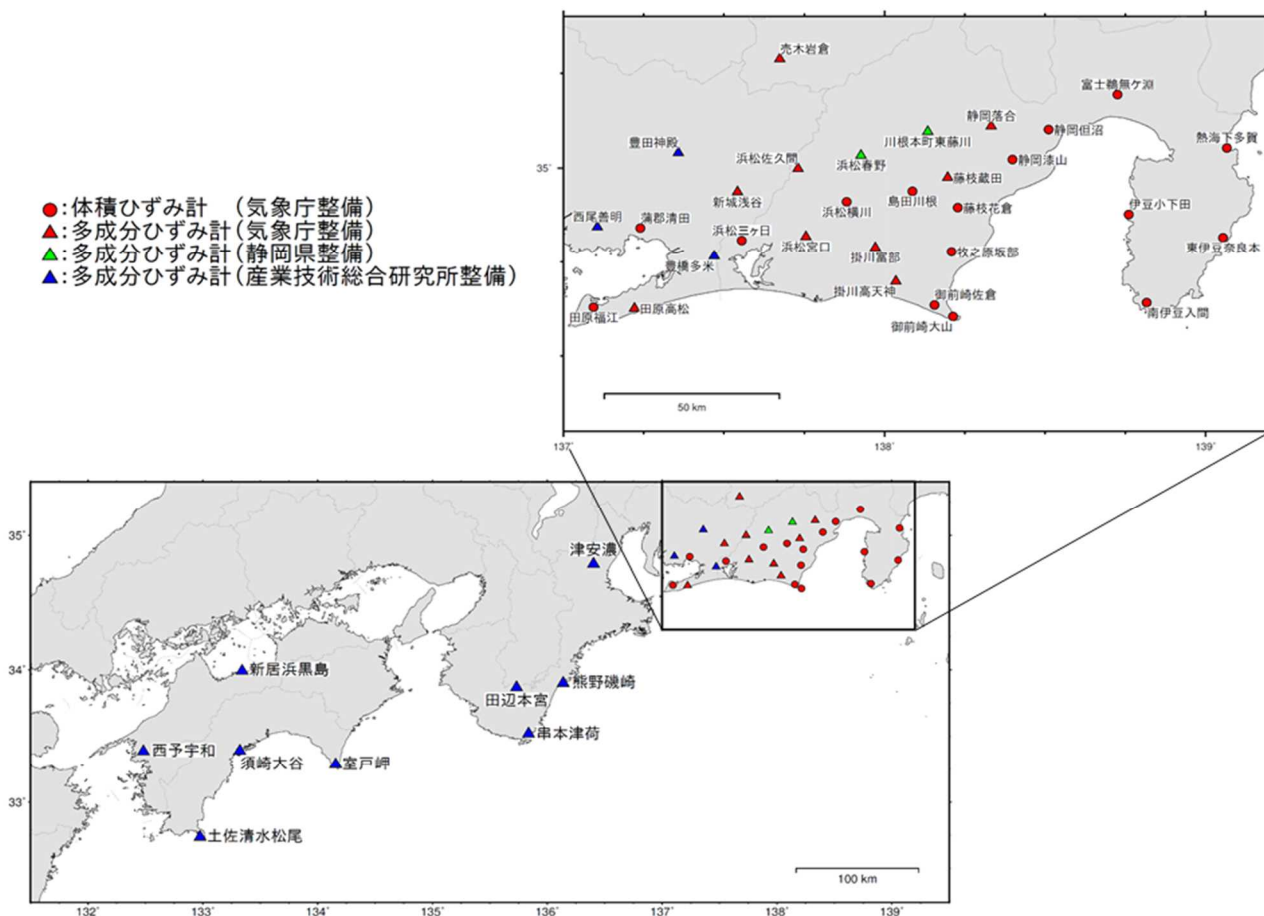 売木岩倉
富士鵜無ケ淵
静岡落合
静岡但沼
川根本町東藤川
熱海下多賀
豊田神殿
浜松佐久間
浜松春野
静岡漆山
藤枝蔵田
●:体積ひずみ計 (気象庁整備)
▲:多成分ひずみ計(気象庁整備)
▲:多成分ひずみ計(静岡県整備)
▲:多成分ひずみ計(産業技術総合研究所整備)
35°
新城浅谷
島田川根
浜松横川
藤枝花倉
伊豆小下田
西尾善明
蒲郡清田
浜松三ヶ日
浜松宮口
東伊豆奈良本
豊橋多米
掛川富部
牧之原坂部
掛川高天神
御前崎佐倉
田原福江
田原高松
御前崎大山
南伊豆入間
50 km
137°
138°
139°
35°
津安濃
34°
新居浜黒島
田辺本宮
熊野磯崎
串本津荷
西予宇和
須崎大谷
室戸岬
33°
土佐清水松尾
100 km
132°
133°
134°
135°
136°
137°
138°
139°